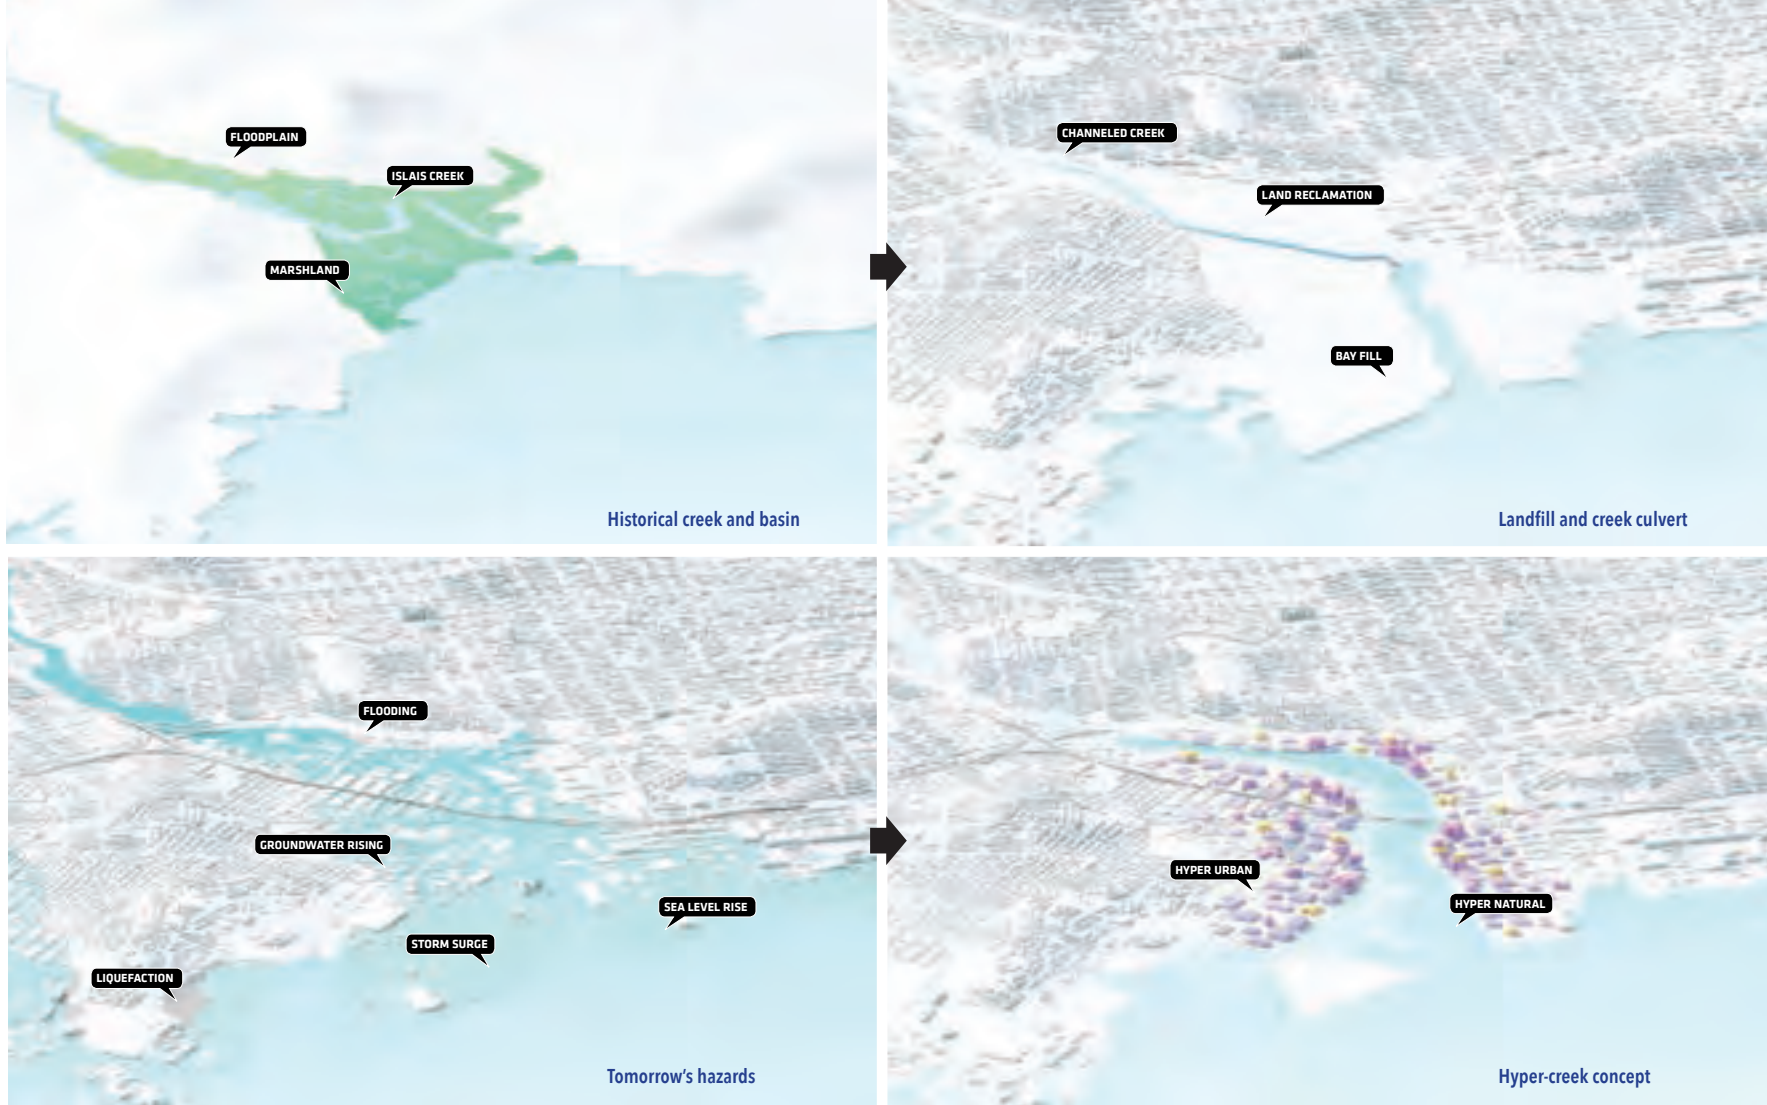 FLOODPLAIN
ISLAIS CREEK
MARSHLAND
Historical creek and basin
CHANNELED CREEK
LAND RECLAMATION
BAY FILL
Landfill and creek culvert
FLOODING
GROUNDWATER RISING
SEA LEVEL RISE
STORM SURGE
LIQUEFACTION
Tomorrow's hazards
HYPER URBAN
HYPER NATURAL
Hyper-creek concept